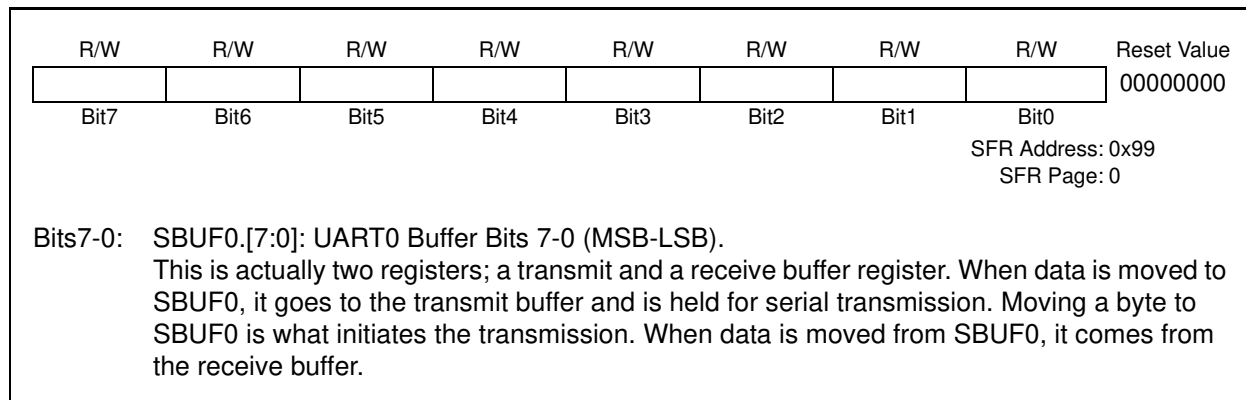 R/W R/W R/W R/W R/W R/W R/W R/W Reset Value
00000000
Bit7 Bit6 Bit5 Bit4 Bit3 Bit2 Bit1 Bit0
SFR Address: 0x99
SFR Page: 0
Bits7-0: SBUF0.[7:0]: UART0 Buffer Bits 7-0 (MSB-LSB).
This is actually two registers; a transmit and a receive buffer register. When data is moved to
SBUF0, it goes to the transmit buffer and is held for serial transmission. Moving a byte to
SBUF0 is what initiates the transmission. When data is moved from SBUF0, it comes from
the receive buffer.